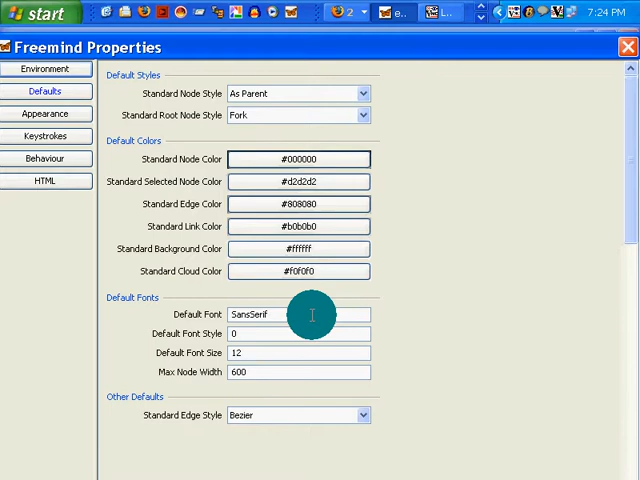 start
2
e...
L...
7:24 PM
Freemind Properties
Environment
Defaults
Appearance
Keystrokes
Behaviour
HTML
Default Styles
Standard Node Style As Parent
Standard Root Node Style Fork
Default Colors
Standard Node Color #000000
Standard Selected Node Color #d2d2d2
Standard Edge Color #808080
Standard Link Color #b0b0b0
Standard Background Color #ffffff
Standard Cloud Color #f0f0f0
Default Fonts
Default Font SansSerif
Default Font Style 0
Default Font Size 12
Max Node Width 600
Other Defaults
Standard Edge Style Bezier